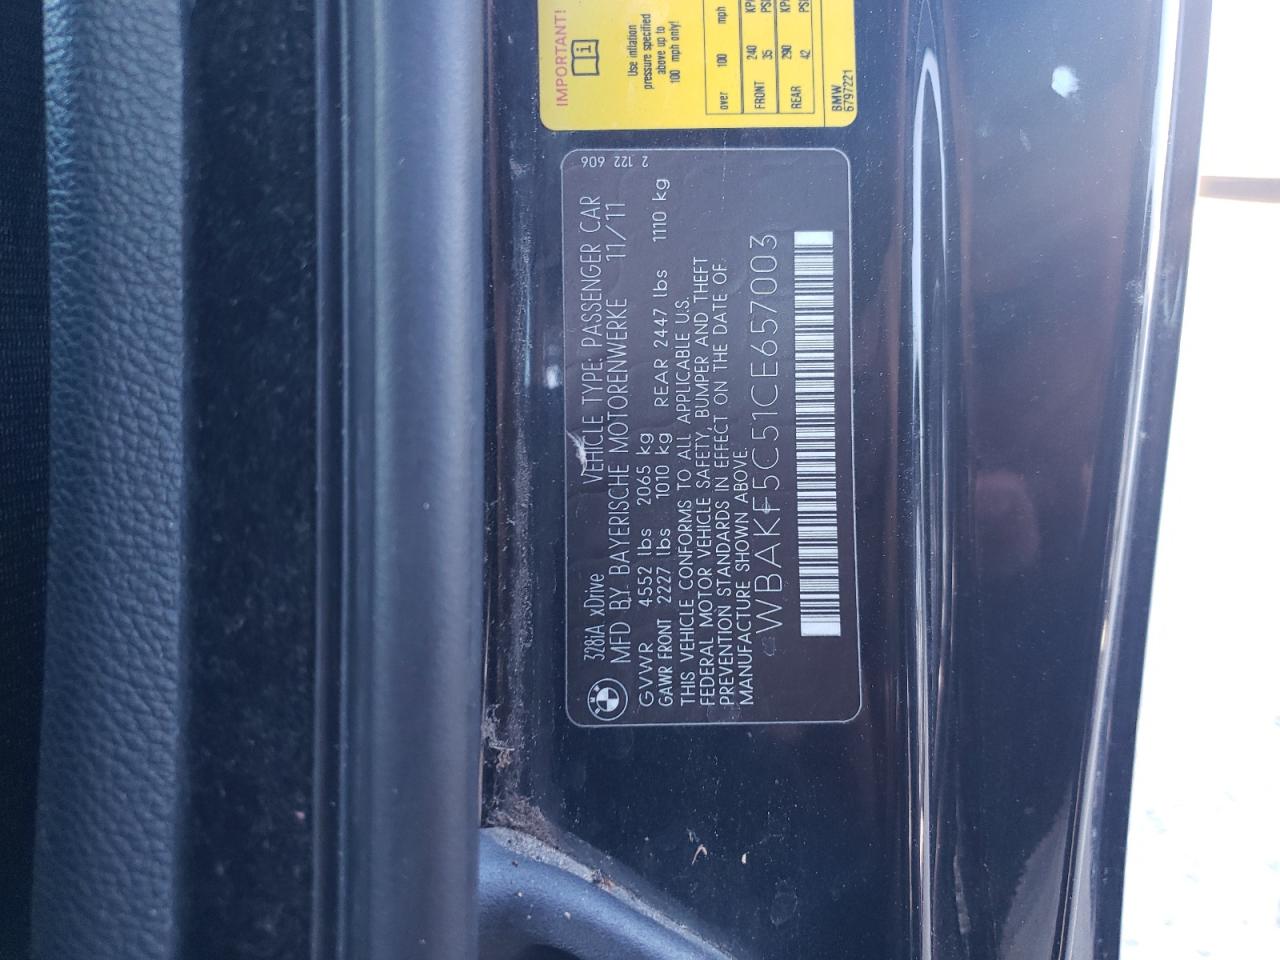 IMPORTANT!
Use inflation
pressure specified
above up to
100 mph only!
over 100 mph
FRONT 240 35
REAR 290 42
BMW
6797221
2 122 606
328iA xDrive VEHICLE TYPE: PASSENGER CAR
MFD BY BAYERISCHE MOTORENWERKE 11/11
GVWR 4552 lbs 2065 kg
GAWR FRONT 2227 lbs 1010 kg REAR 2447 lbs 1110 kg
THIS VEHICLE CONFORMS TO ALL APPLICABLE U.S.
FEDERAL MOTOR VEHICLE SAFETY, BUMPER AND THEFT
PREVENTION STANDARDS IN EFFECT ON THE DATE OF
MANUFACTURE SHOWN ABOVE.
WBAKF5C51CE657003